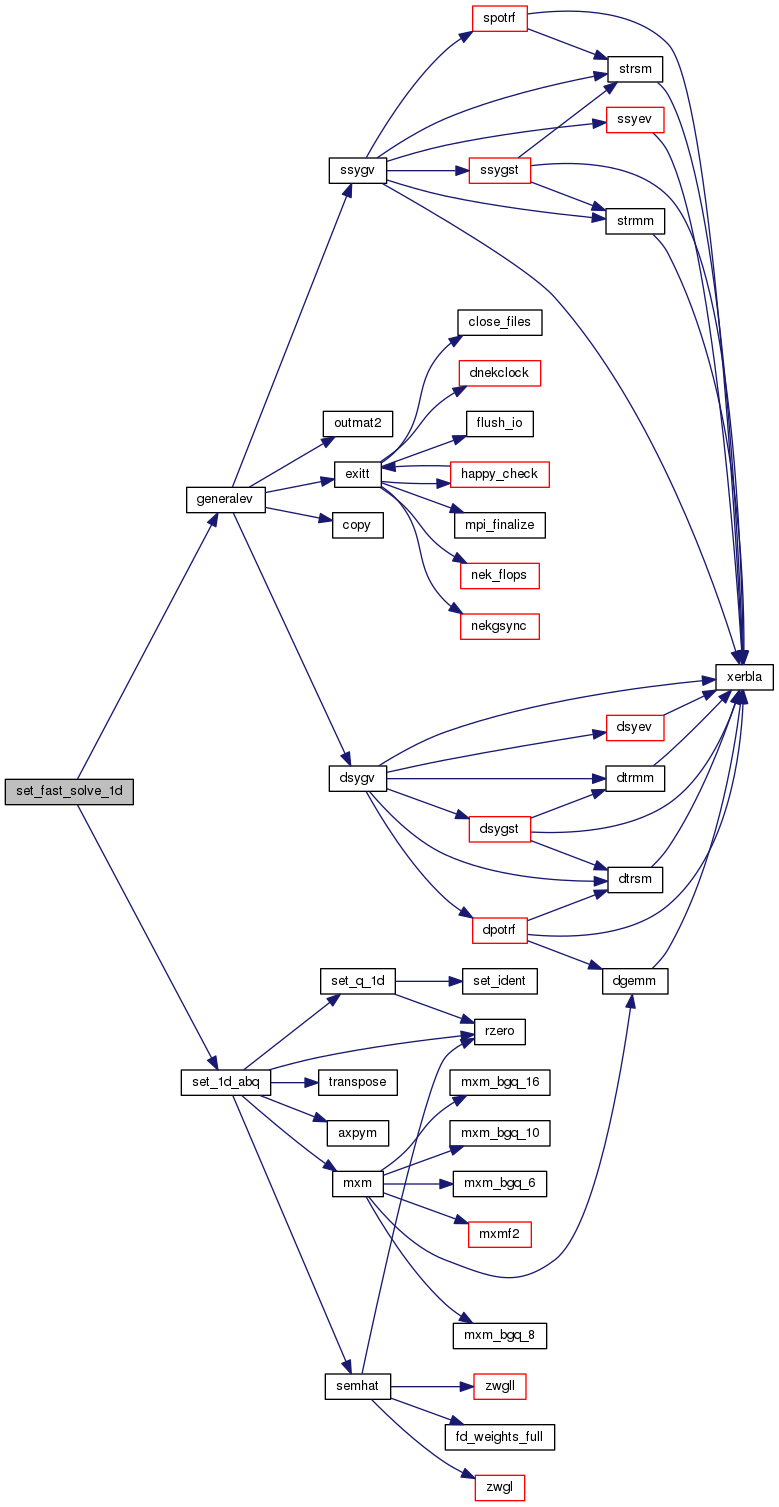 spotrf
strsm
ssyev
ssygv
ssygst
strmm
close_files
dnekclock
outmat2
flush_io
exitt
happy_check
generalev
copy
mpi_finalize
nek_flops
nekgsync
xerbla
dsyev
set_fast_solve_1d
dsygv
dtrmm
dsygst
dtrsm
dpotrf
set_q_1d
set_ident
dgemm
rzero
set_1d_abq
transpose
mxm_bgq_16
axpym
mxm_bgq_10
mxm
mxm_bgq_6
mxmf2
mxm_bgq_8
semhat
zwgll
fd_weights_full
zwgl